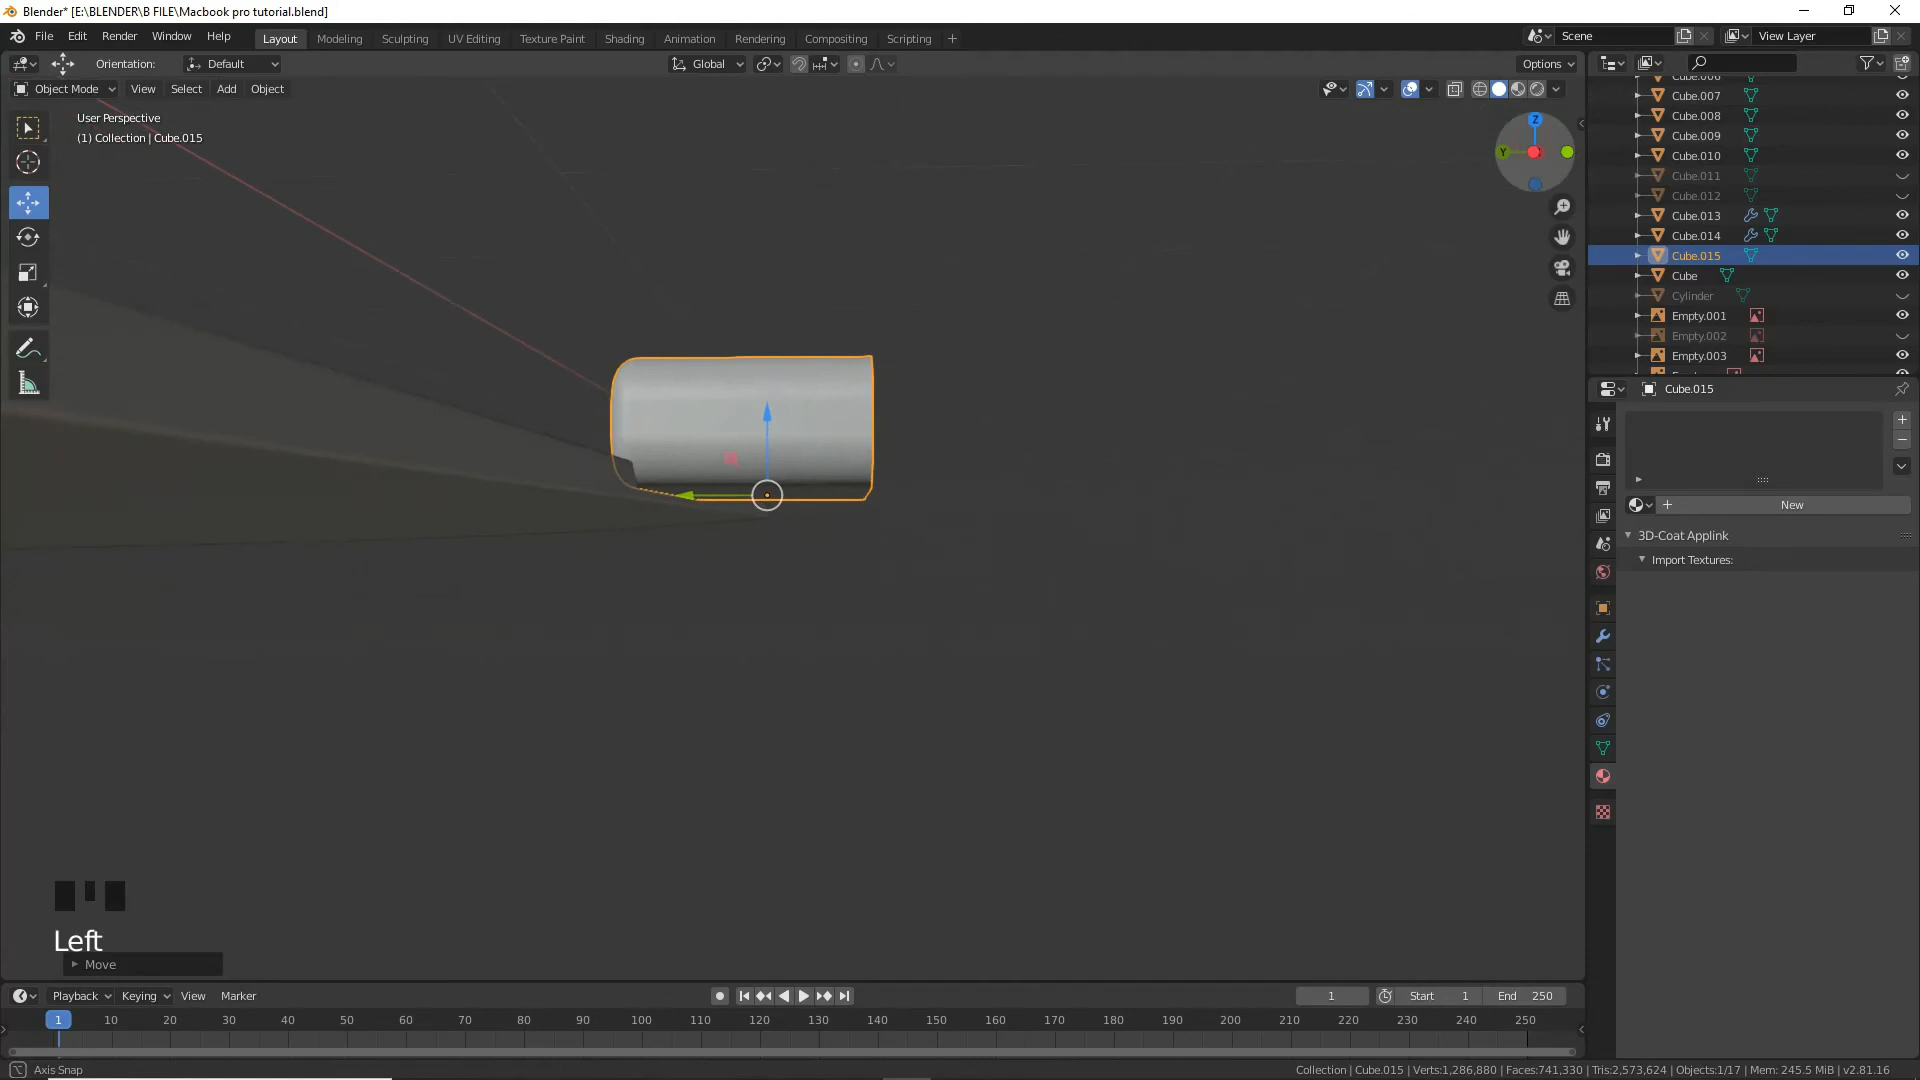 Blender* [E:\BLENDER\B FILE\Macbook pro tutorial.blend]
File Edit Render Window Help Layout Modeling Sculpting UV Editing Texture Paint Shading Animation Rendering Compositing Scripting + Scene View Layer
Orientation: Default Global Options
Object Mode View Select Add Object
User Perspective
(1) Collection | Cube.015
Z
Y
Cube.006
Cube.007
Cube.008
Cube.009
Cube.010
Cube.011
Cube.012
Cube.013
Cube.014
Cube.015
Cube
Cylinder
Empty.001
Empty.002
Empty.003
Cube.015
New
3D-Coat Applink
Import Textures:
Left
Move
Playback Keying View Marker 1 Start 1 End 250
1 10 20 30 40 50 60 70 80 90 100 110 120 130 140 150 160 170 180 190 200 210 220 230 240 250
Axis Snap Collection | Cube.015 | Verts:1,286,880 | Faces:741,330 | Tris:2,573,624 | Objects:1/17 | Mem: 245.5 MiB | v2.81.16